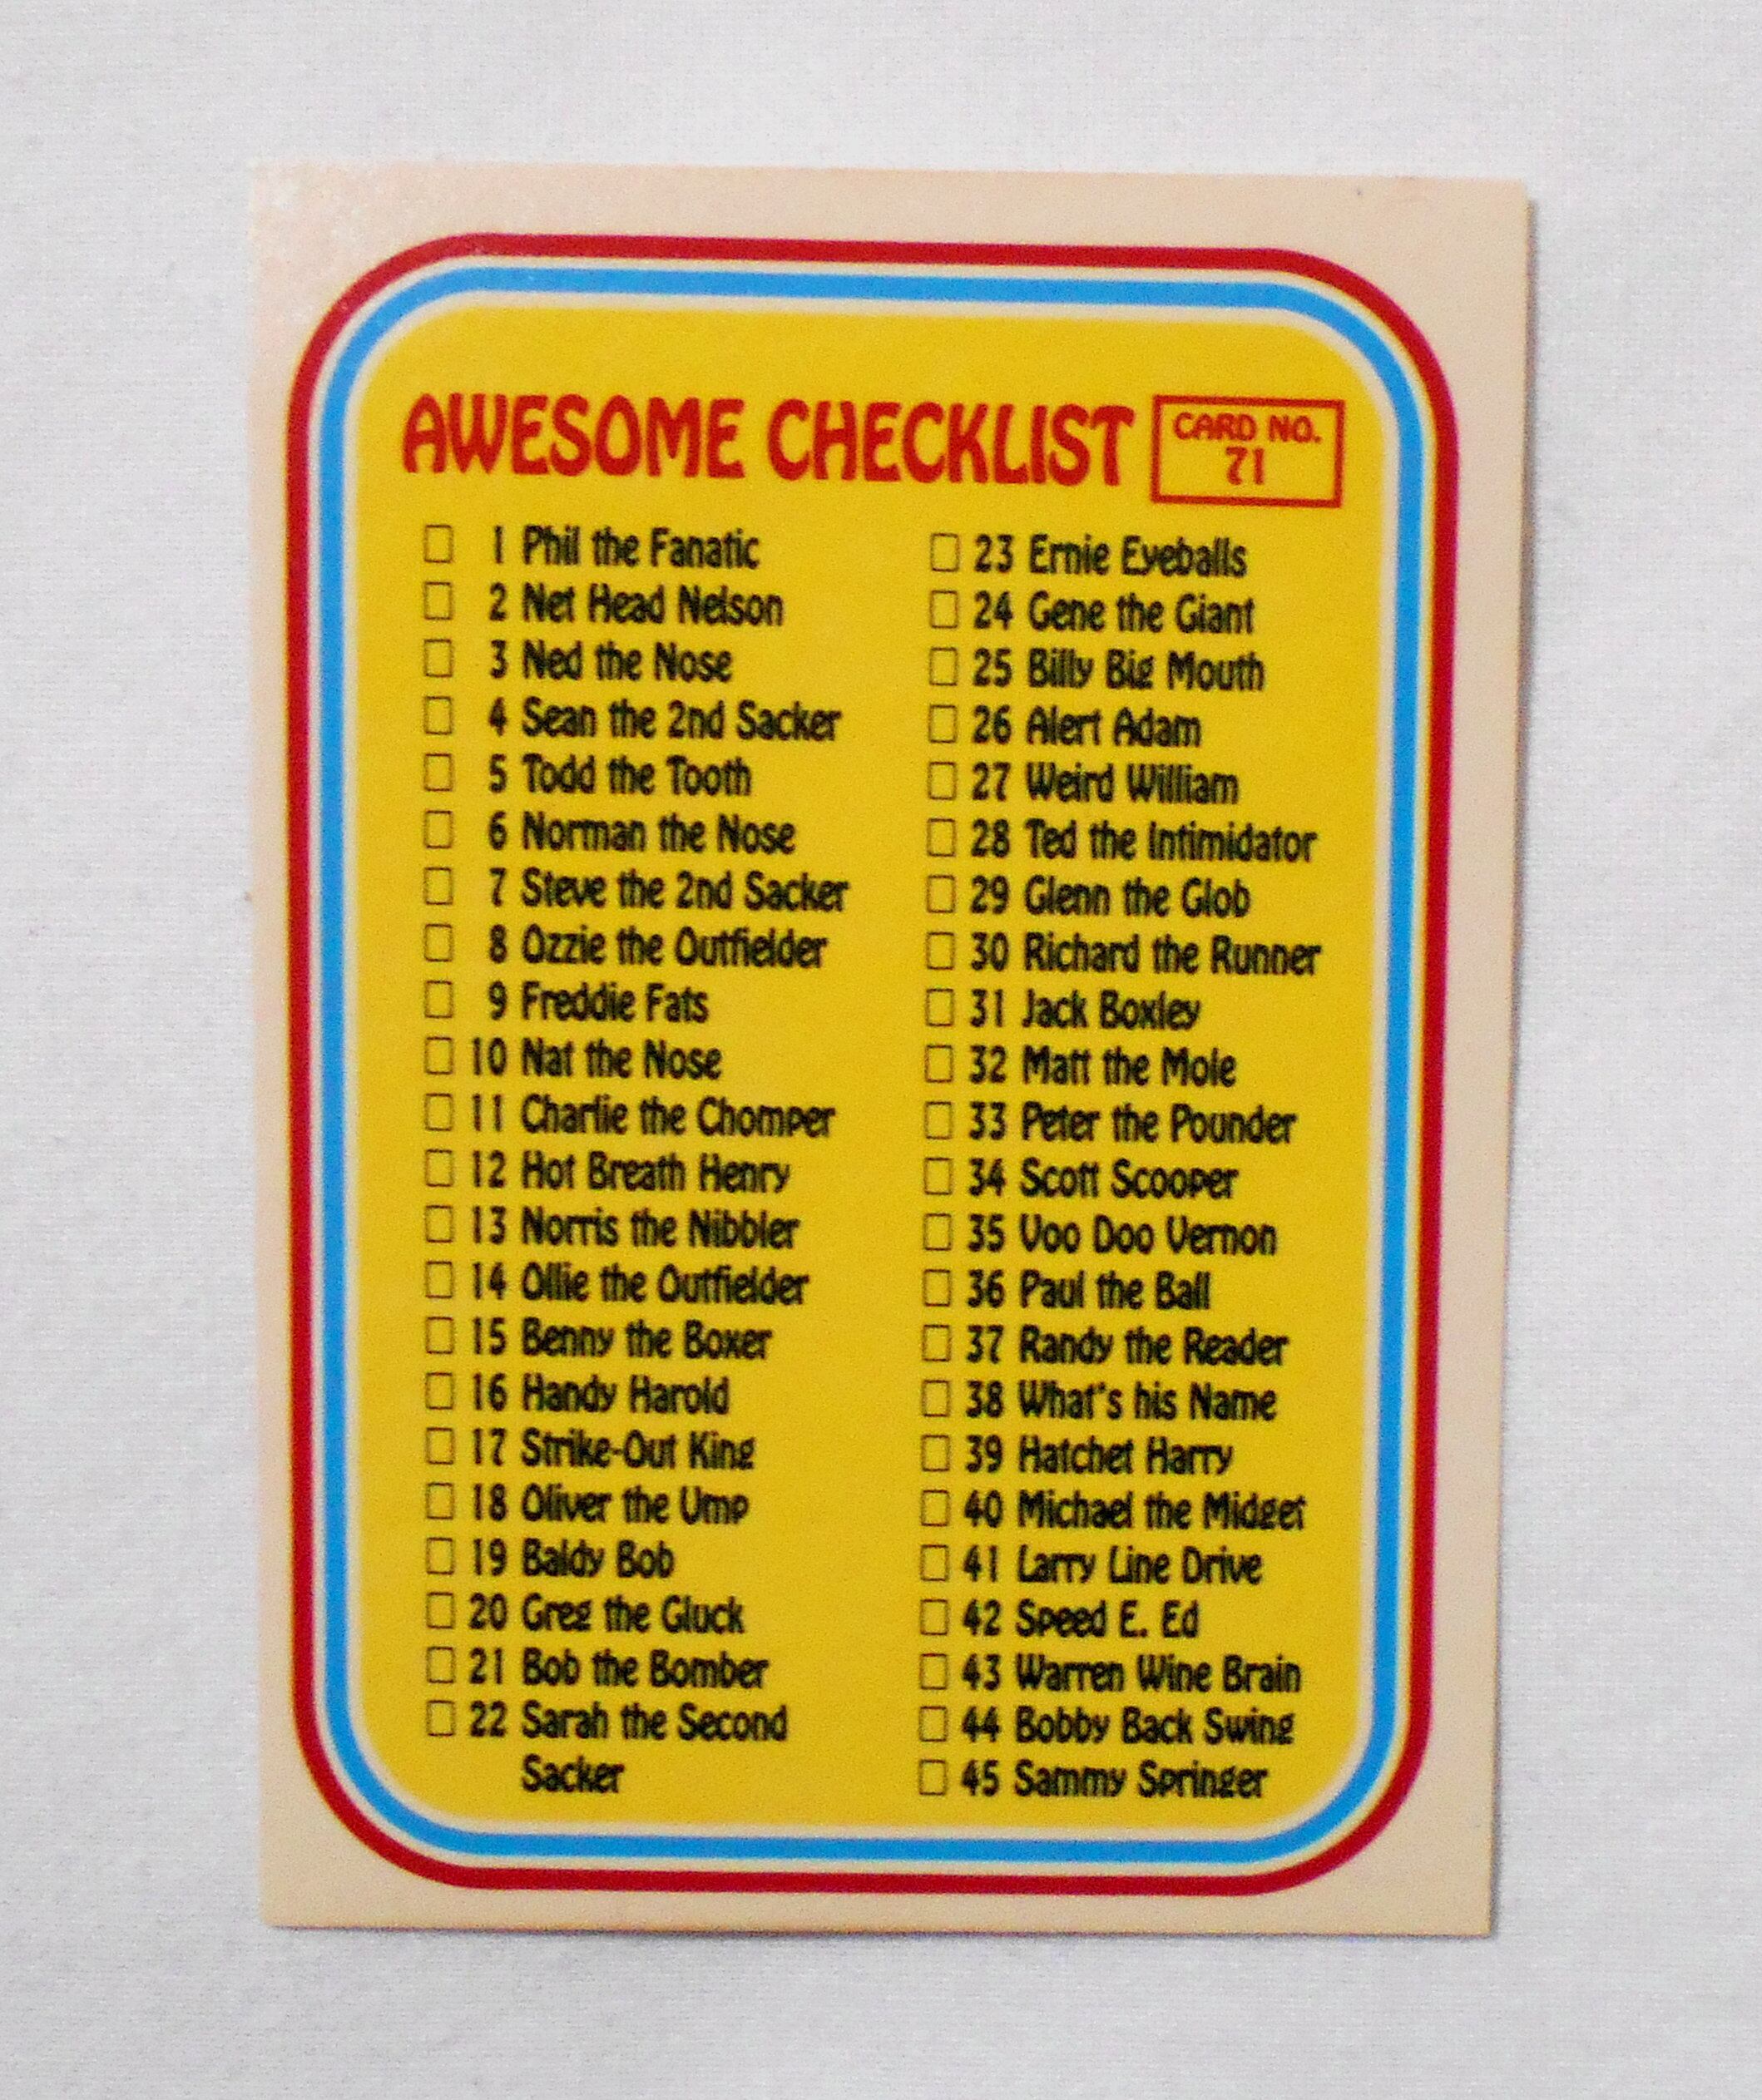 AWESOME CHECKLIST
CARD NO.
71
1 Phil the Fanatic
2 Net Head Nelson
3 Ned the Nose
4 Sean the 2nd Sacker
5 Todd the Tooth
6 Norman the Nose
7 Steve the 2nd Sacker
8 Ozzie the Outfielder
9 Freddie Fats
10 Nat the Nose
11 Charlie the Chomper
12 Hot Breath Henry
13 Norris the Nibbler
14 Ollie the Outfielder
15 Benny the Boxer
16 Handy Harold
17 Strike-Out King
18 Oliver the Ump
19 Baldy Bob
20 Greg the Gluck
21 Bob the Bomber
22 Sarah the Second
Sacker
23 Ernie Eyeballs
24 Gene the Giant
25 Billy Big Mouth
26 Alert Adam
27 Weird William
28 Ted the Intimidator
29 Glenn the Glob
30 Richard the Runner
31 Jack Boxley
32 Matt the Mole
33 Peter the Pounder
34 Scott Scooper
35 Voo Doo Vernon
36 Paul the Ball
37 Randy the Reader
38 What's his Name
39 Hatchet Harry
40 Michael the Midget
41 Larry Line Drive
42 Speed E. Ed
43 Warren Wine Brain
44 Bobby Back Swing
45 Sammy Springer